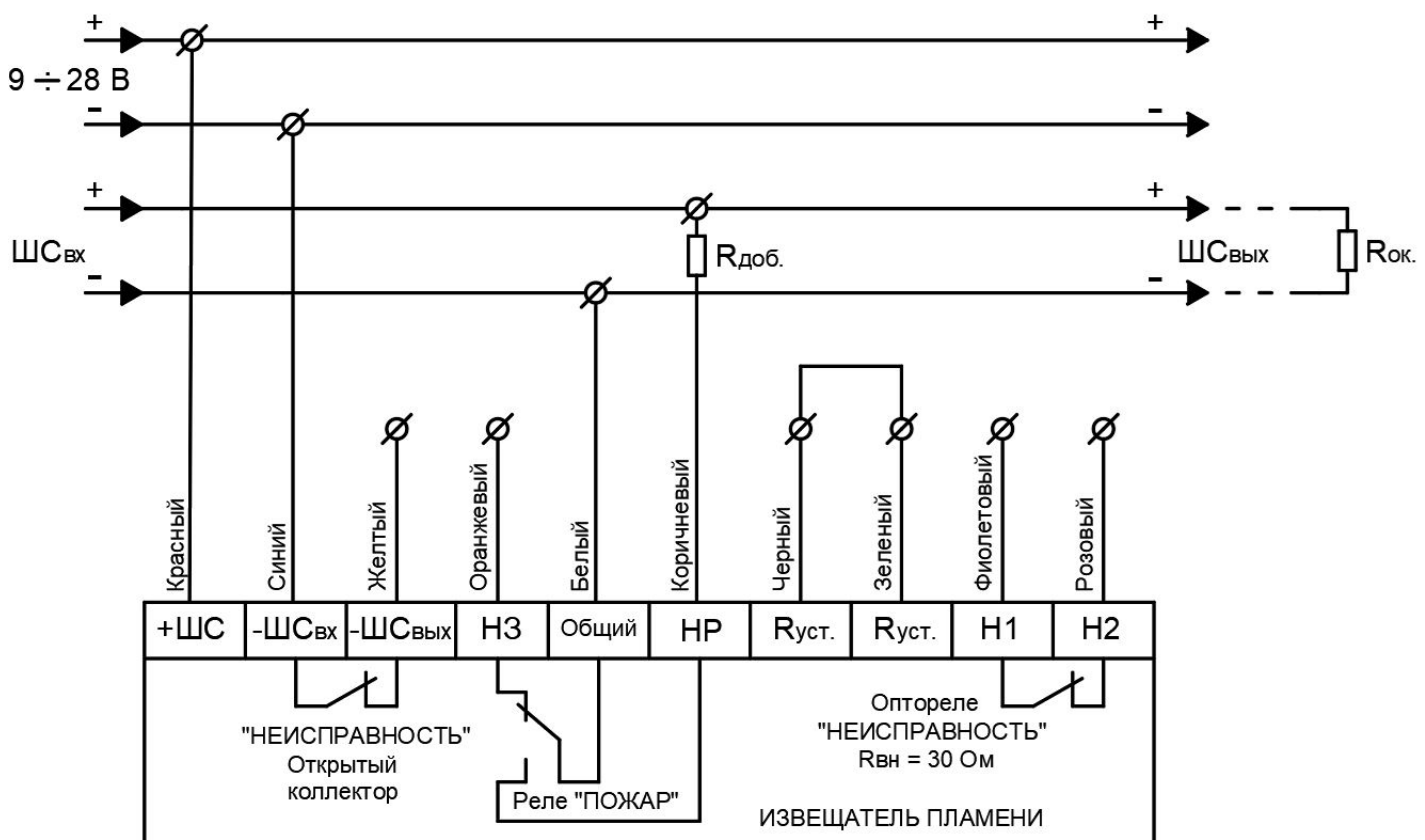 + +
9 ÷ 28 В
- -
+ +
ШСвх Rдоб. ШСвых Rок.
- -
Красный
Синий
Желтый
Оранжевый
Белый
Коричневый
Черный
Зеленый
Фиолетовый
Розовый
+ШС -ШСвх -ШСвых НЗ Общий НР Rуст. Rуст. Н1 Н2
"НЕИСПРАВНОСТЬ"
Открытый
коллектор
Реле "ПОЖАР"
Оптореле
"НЕИСПРАВНОСТЬ"
Rвн = 30 Ом
ИЗВЕЩАТЕЛЬ ПЛАМЕНИ